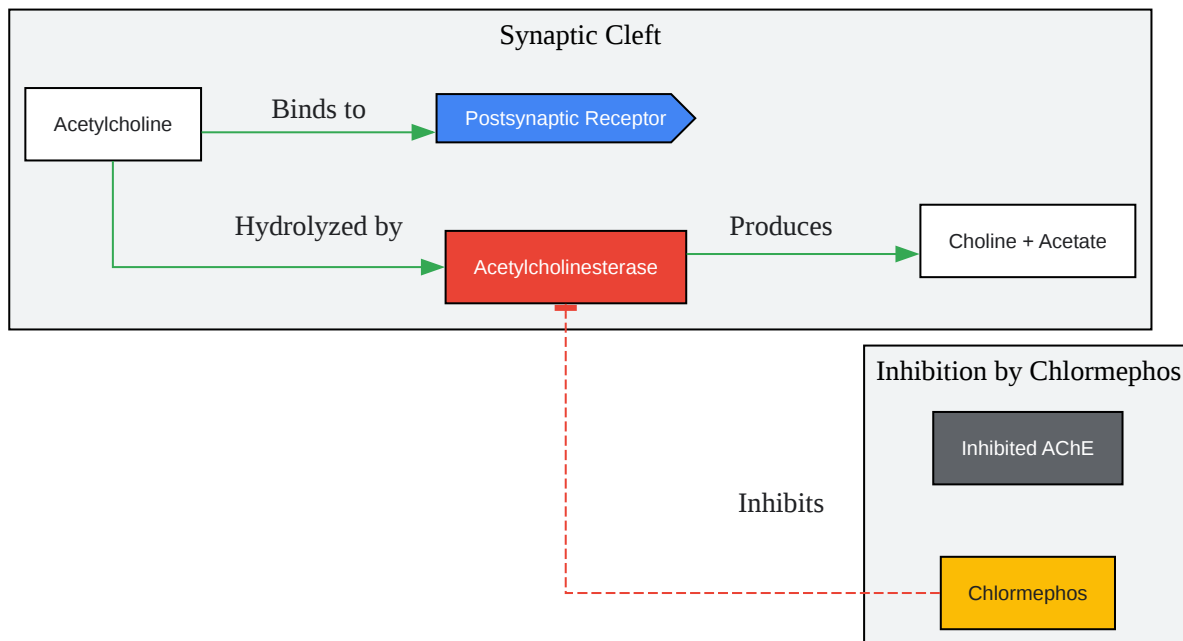 Synaptic Cleft
Binds to
Acetylcholine
Postsynaptic Receptor
Hydrolyzed by
Produces
Choline + Acetate
Acetylcholinesterase
Inhibition by Chlormephos
Inhibited AChE
Inhibits
Chlormephos